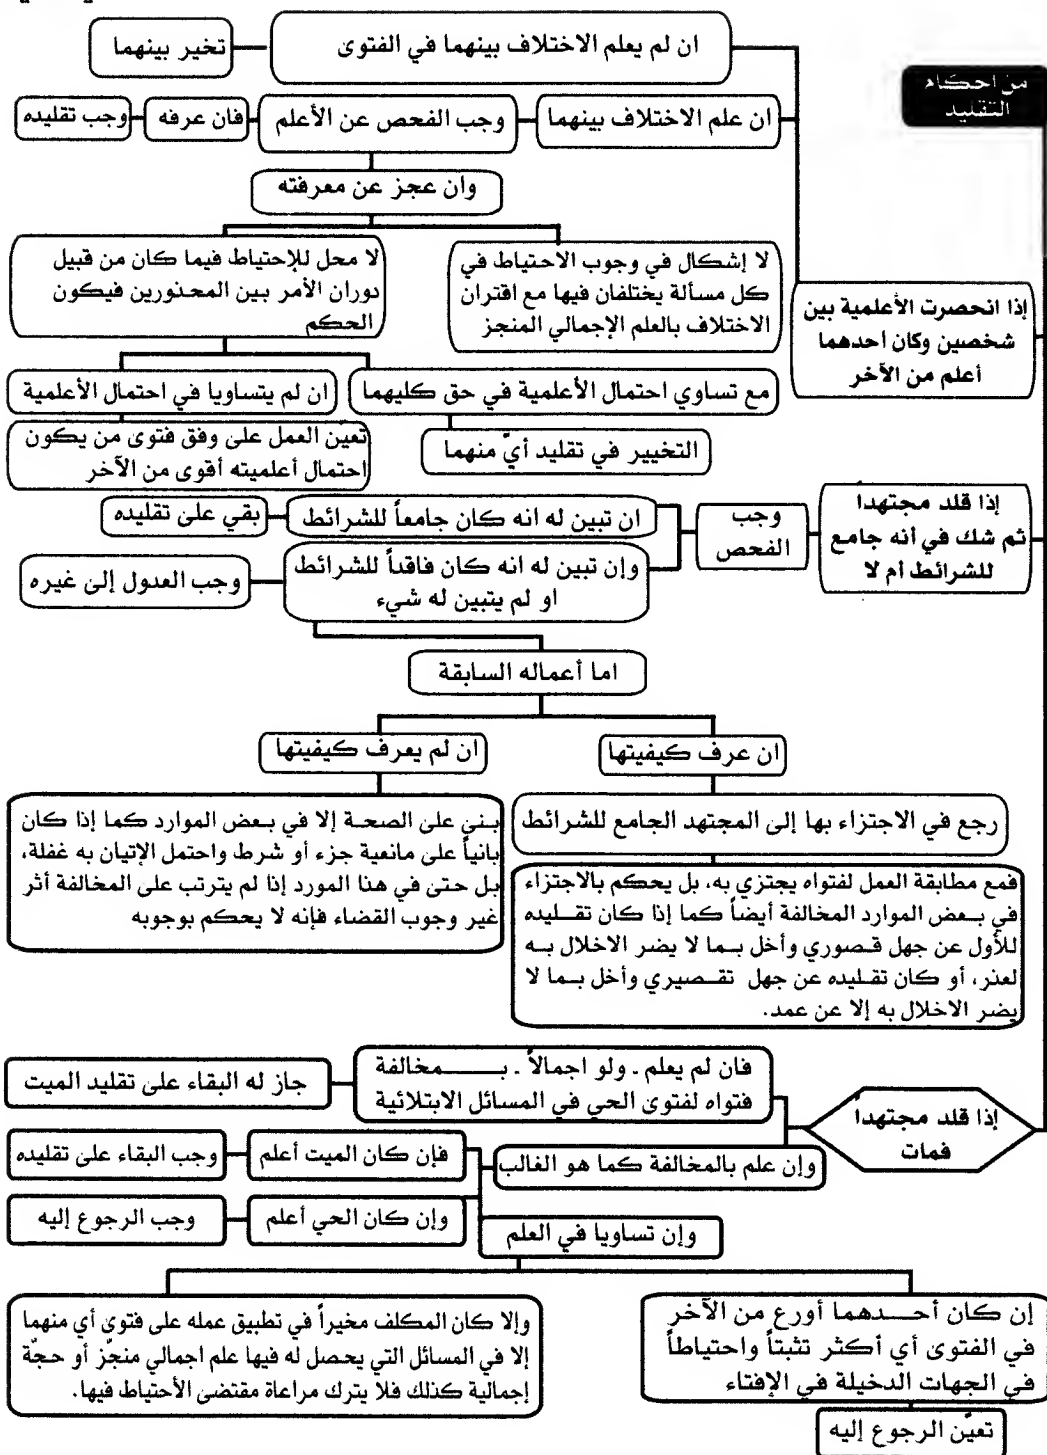 من احكام
التقليد
إذا انحصرت الأعلمية بين
شخصين وكان احدهما
أعلم من الآخر
ان لم يعلم الاختلاف بينهما في الفتوى
تخير بينهما
ان علم الاختلاف بينهما
وجب الفحص عن الأعلم
فان عرفه
وجب تقليده
وان عجز عن معرفته
لا إشكال في وجوب الاحتياط في
كل مسألة يختلفان فيها مع اقتران
الاختلاف بالعلم الإجمالي المنجز
لا محل للإحتياط فيما كان من قبيل
دوران الأمر بين المحذورين فيكون
الحكم
مع تساوي احتمال الأعلمية في حق كليهما
التخيير في تقليد أيّ منهما
ان لم يتساويا في احتمال الأعلمية
تعيّن العمل على وفق فتوى من يكون
احتمال أعلميته أقوى من الآخر
إذا قلد مجتهداً
ثم شك في أنه جامع
للشرائط أم لا
وجب
الفحص
ان تبين له انه كان جامعاً للشرائط
بقي على تقليده
وإن تبين له انه كان فاقداً للشرائط
او لم يتبين له شيء
وجب العدول إلى غيره
اما أعماله السابقة
ان عرف كيفيتها
رجع في الاجتزاء بها إلى المجتهد الجامع للشرائط
فمع مطابقة العمل لفتواه يجتزي به، بل يحكم بالاجتزاء
في بعض الموارد المخالفة أيضاً كما إذا كان تقليده
للأول عن جهل قصوري وأخل بما لا يضر الاخلال به
لعذر، أو كان تقليده عن جهل تقصيري وأخل بما لا
يضر الاخلال به إلا عن عمد.
ان لم يعرف كيفيتها
بنى على الصحة إلا في بعض الموارد كما إذا كان
بانياً على مانعية جزء أو شرط واحتمل الإتيان به غفلة،
بل حتى في هذا المورد إذا لم يترتب على المخالفة أثر
غير وجوب القضاء فإنه لا يحكم بوجوبه
إذا قلد مجتهداً
فمات
فان لم يعلم ـ ولو اجمالاً ـ بمخالفة
فتواه لفتوى الحي في المسائل الابتلائية
جاز له البقاء على تقليد الميت
وإن علم بالمخالفة كما هو الغالب
فإن كان الميت أعلم
وجب البقاء على تقليده
وإن كان الحي أعلم
وجب الرجوع إليه
وإن تساويا في العلم
إن كان أحدهما أورع من الآخر
في الفتوى أي أكثر تثبتاً واحتياطاً
في الجهات الدخيلة في الإفتاء
تعيّن الرجوع إليه
وإلا كان المكلف مخيراً في تطبيق عمله على فتوى أي منهما
إلا في المسائل التي يحصل له فيها علم اجمالي منجّز أو حجّة
إجمالية كذلك فلا يترك مراعاة مقتضى الأحتياط فيها.